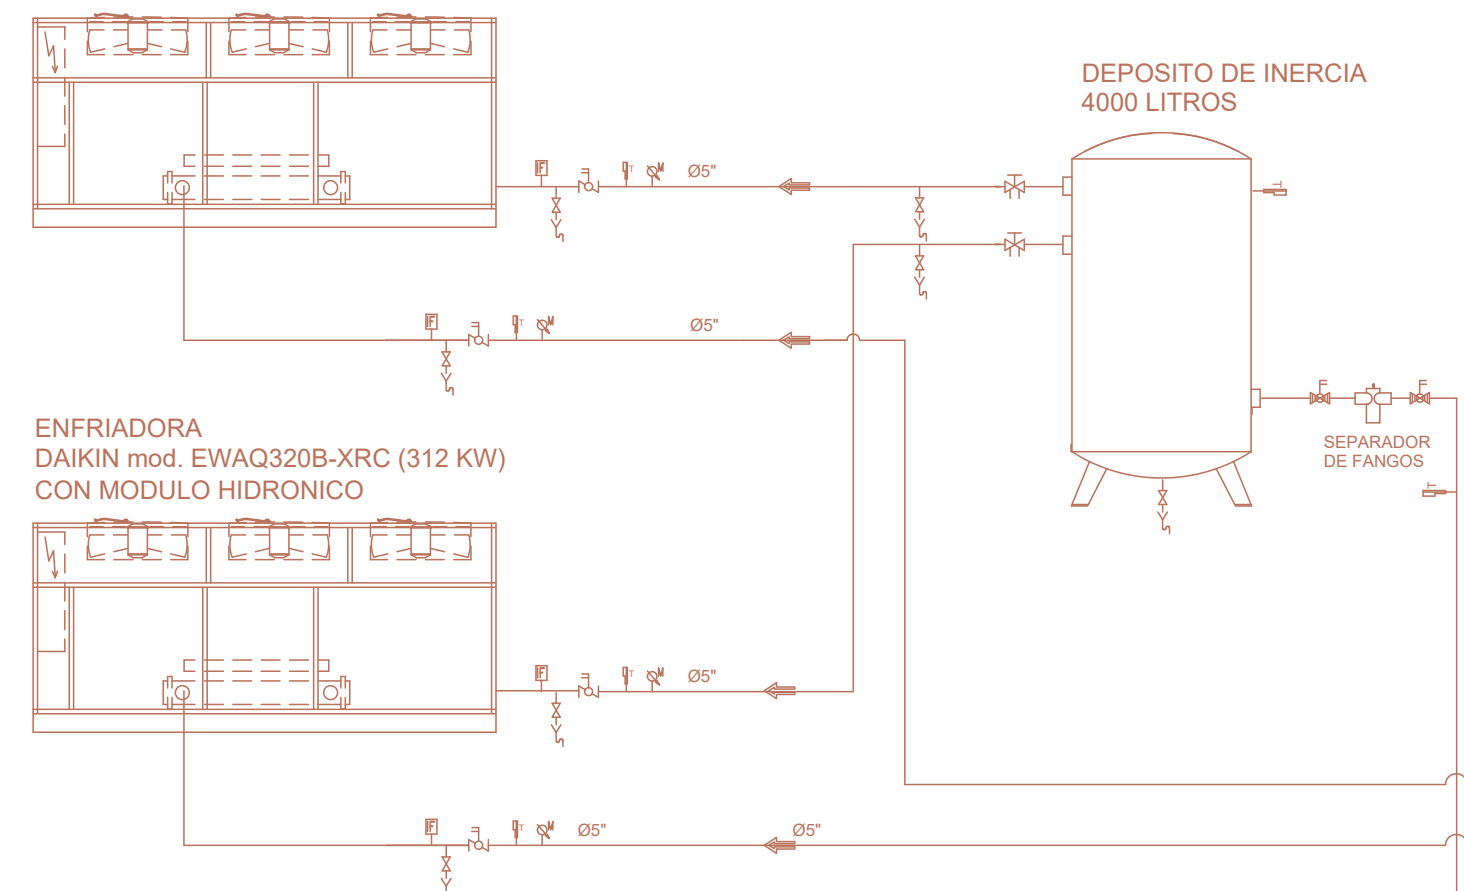 DEPOSITO DE INERCIA
4000 LITROS
F
T
M
Ø5"
T
F
T
M
Ø5"
ENFRIADORA
DAIKIN mod. EWAQ320B-XRC (312 KW)
CON MODULO HIDRONICO
SEPARADOR
DE FANGOS
T
F
T
M
Ø5"
F
T
M
Ø5"
Ø5"